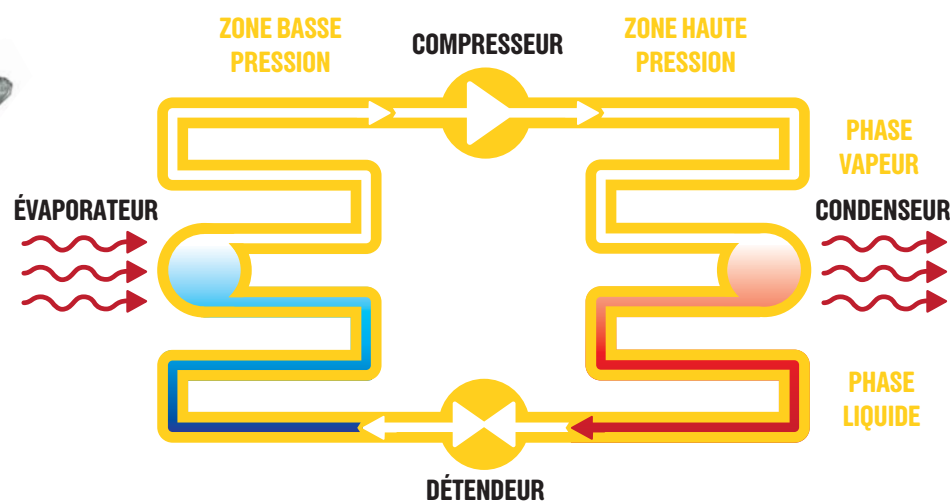 ZONE BASSE
PRESSION
COMPRESSEUR
ZONE HAUTE
PRESSION
PHASE
VAPEUR
ÉVAPORATEUR
CONDENSEUR
PHASE
LIQUIDE
DÉTENDEUR